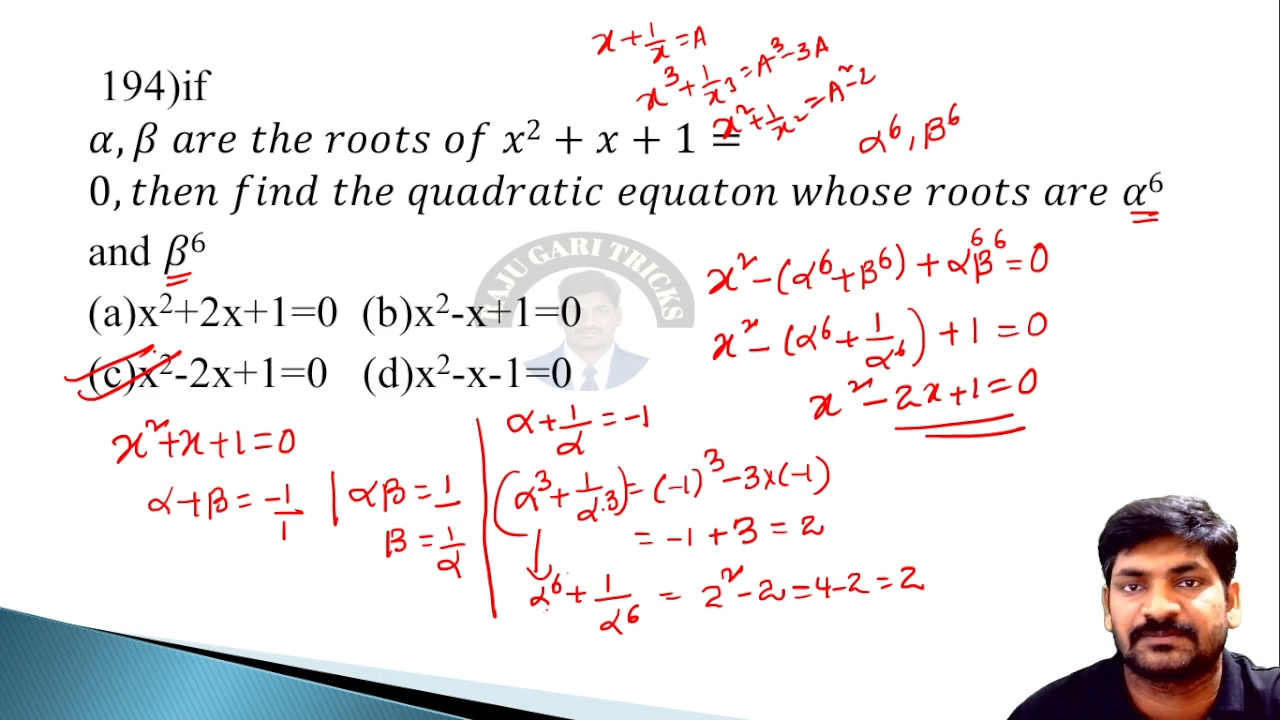 194)if
α, β are the roots of x² + x + 1 =
0, then find the quadratic equaton whose roots are α⁶
and β⁶
(a)x²+2x+1=0 (b)x²-x+1=0
(c)x²-2x+1=0 (d)x²-x-1=0
x + 1/x = A
x³ + 1/x³ = A³ - 3A
x² + 1/x² = A² - 2
α⁶, β⁶
x² - (α⁶ + β⁶) + α⁶β⁶ = 0
x² - (α⁶ + 1/α⁶) + 1 = 0
x² - 2x + 1 = 0
x² + x + 1 = 0
α + β = -1/1 | αβ = 1
β = 1/α
α + 1/α = -1
(α³ + 1/α³) = (-1)³ - 3×(-1)
= -1 + 3 = 2
α⁶ + 1/α⁶ = 2² - 2 = 4 - 2 = 2
RAJU GARI TRICKS